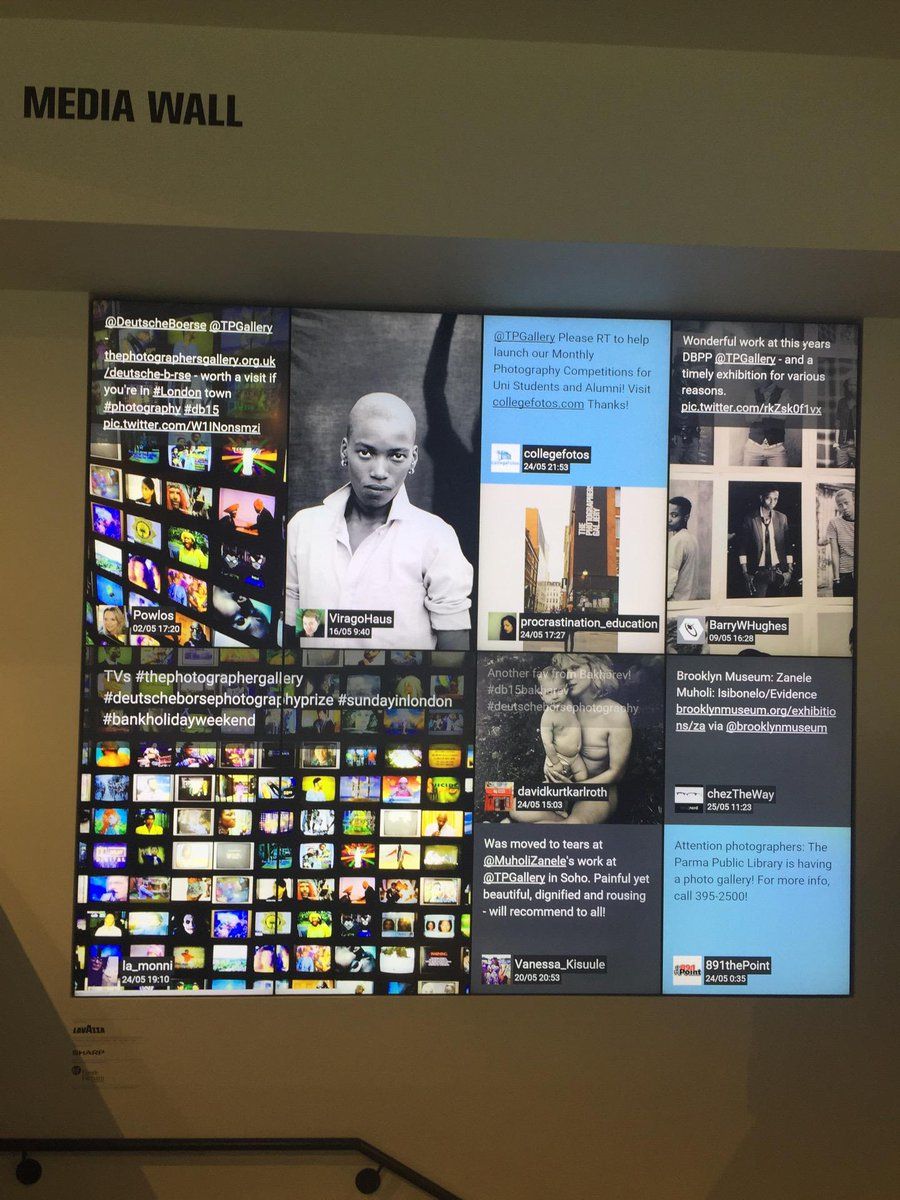 MEDIA WALL
@DeutscheBoerse @TPGallery
-
thephotographersgallery.org.uk
/deutsche-b-rse - worth a visit if
you're in #London town
#photography #db15
pic.twitter.com/W1INonsmzi
Powlos
02/05 17:20
ViragoHaus
16/05 9:40
@TPGallery Please RT to help
launch our Monthly
Photography Competitions for
Uni Students and Alumni! Visit
collegefotos.com Thanks!
collegefotos
24/05 21:53
THE
PHOTOGRAPHERS'
GALLERY
procrastination_education
24/05 17:27
Wonderful work at this years
DBPP @TPGallery - and a
timely exhibition for various
reasons.
pic.twitter.com/rkZsk0f1vx
BarryWHughes
09/05 16:28
TVs #thephotographergallery
#deutscheborsephotographyprize #sundayinlondon
#bankholidayweekend
la_monni
24/05 19:10
Another fav from Bakharev!
#db15bakharev
#deutscheborsephotography
davidkurtkarlroth
24/05 15:03
Brooklyn Museum: Zanele
Muholi: Isibonelo/Evidence
brooklynmuseum.org/exhibitio
ns/za via @brooklynmuseum
chezTheWay
25/05 11:23
Was moved to tears at
@MuholiZanele's work at
@TPGallery in Soho. Painful yet
beautiful, dignified and rousing
- will recommend to all!
Vanessa_Kisuule
20/05 20:53
Attention photographers: The
Parma Public Library is having
a photo gallery! For more info,
call 395-2500!
891thePoint
24/05 0:35
LAVAZZA
SHARP